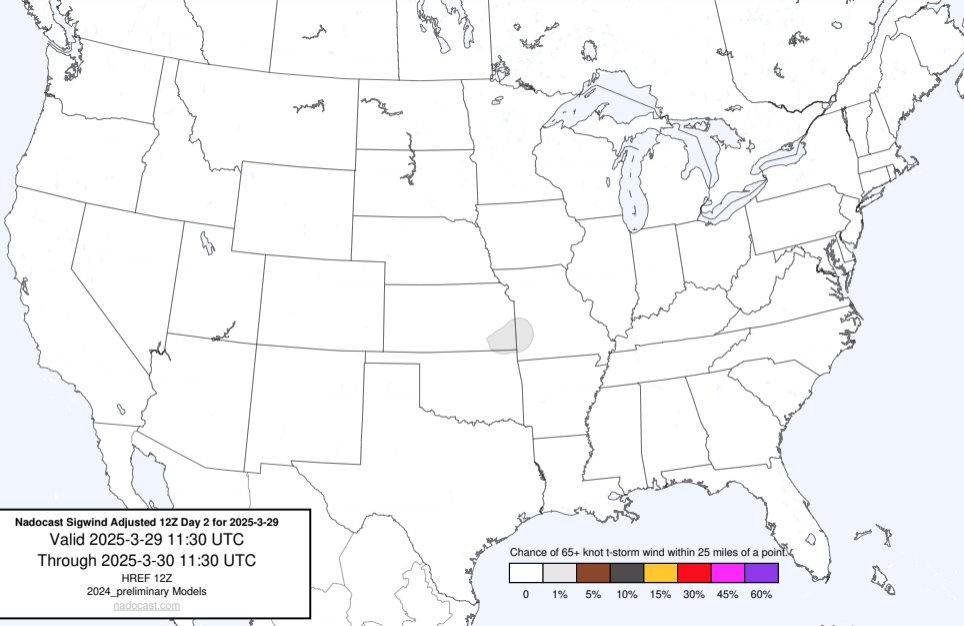 Nadocast Sigwind Adjusted 12Z Day 2 for 2025-3-29
Valid 2025-3-29 11:30 UTC
Through 2025-3-30 11:30 UTC
HREF 12Z
2024_preliminary Models
nadocast.com
Chance of 65+ knot t-storm wind within 25 miles of a point.
0 1% 5% 10% 15% 30% 45% 60%